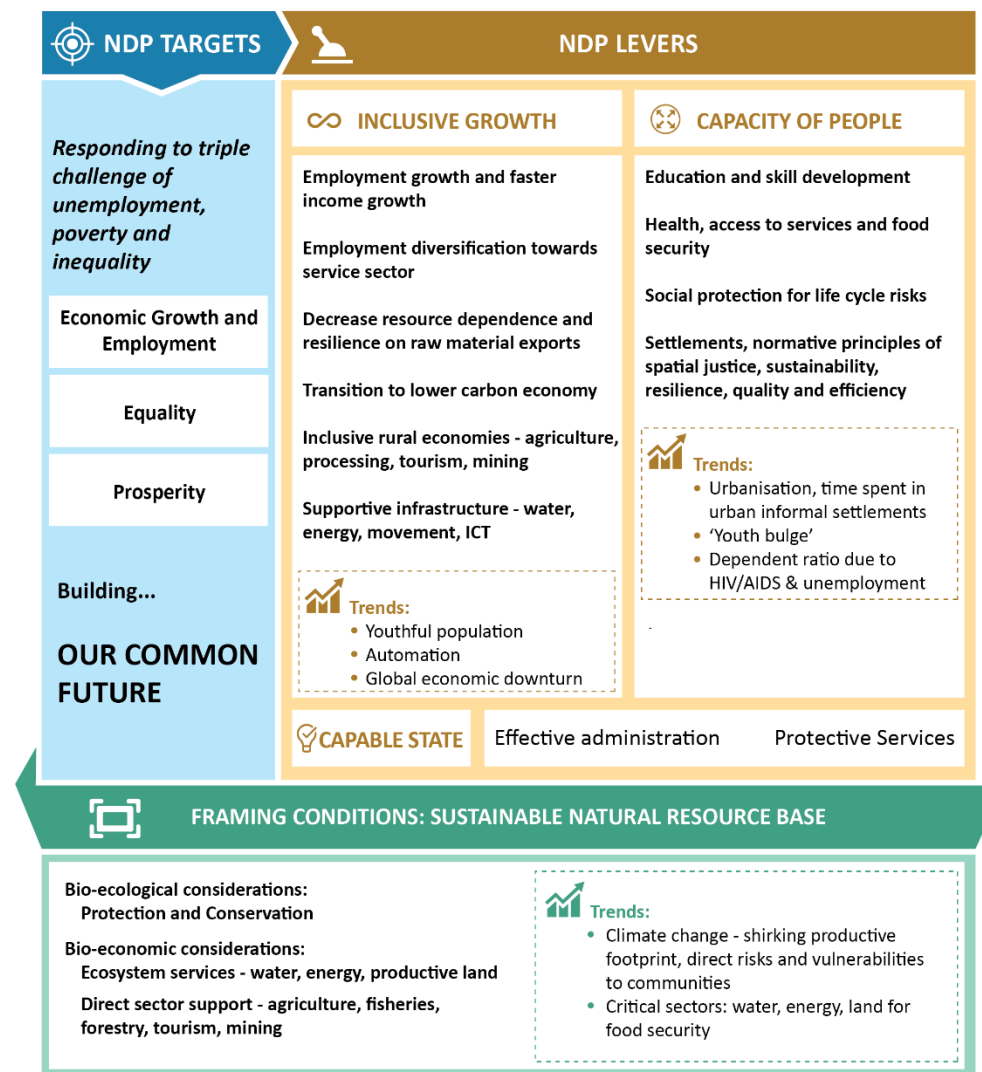 NDP TARGETS
NDP LEVERS
Responding to triple
challenge of
unemployment,
poverty and
inequality
Economic Growth and
Employment
Equality
Prosperity
Building...
OUR COMMON
FUTURE
INCLUSIVE GROWTH
Employment growth and faster
income growth
Employment diversification towards
service sector
Decrease resource dependence and
resilience on raw material exports
Transition to lower carbon economy
Inclusive rural economies - agriculture,
processing, tourism, mining
Supportive infrastructure - water,
energy, movement, ICT
Trends:
• Youthful population
• Automation
• Global economic downturn
CAPACITY OF PEOPLE
Education and skill development
Health, access to services and food
security
Social protection for life cycle risks
Settlements, normative principles of
spatial justice, sustainability,
resilience, quality and efficiency
Trends:
• Urbanisation, time spent in
urban informal settlements
• ‘Youth bulge’
• Dependent ratio due to
HIV/AIDS & unemployment
.
CAPABLE STATE
Effective administration
Protective Services
FRAMING CONDITIONS: SUSTAINABLE NATURAL RESOURCE BASE
Bio-ecological considerations:
Protection and Conservation
Bio-economic considerations:
Ecosystem services - water, energy, productive land
Direct sector support - agriculture, fisheries,
forestry, tourism, mining
Trends:
• Climate change - shirking productive
footprint, direct risks and vulnerabilities
to communities
• Critical sectors: water, energy, land for
food security